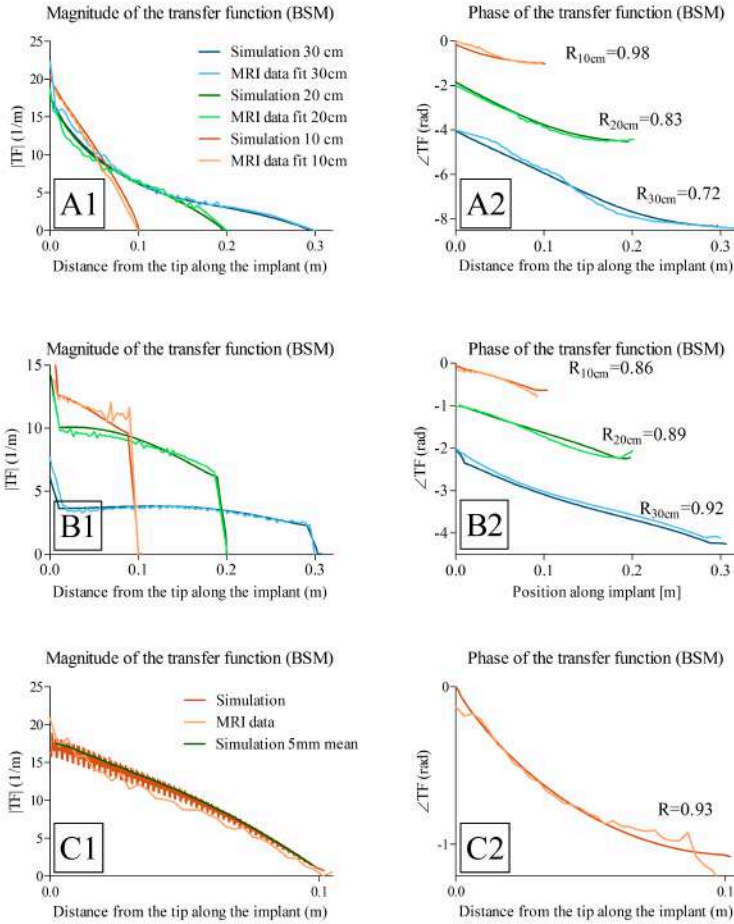 Magnitude of the transfer function (BSM)
25
20
15
10
5
0
|TF| (1/m)
Simulation 30 cm
MRI data fit 30cm
Simulation 20 cm
MRI data fit 20cm
Simulation 10 cm
MRI data fit 10cm
A1
0.0 0.1 0.2 0.3
Distance from the tip along the implant (m)
Phase of the transfer function (BSM)
0
-2
-4
-6
-8
∠TF (rad)
R10cm=0.98
R20cm=0.83
R30cm=0.72
A2
0.0 0.1 0.2 0.3
Distance from the tip along the implant (m)
Magnitude of the transfer function (BSM)
15
10
5
0
|TF| (1/m)
B1
0.0 0.1 0.2 0.3
Distance from the tip along the implant (m)
Phase of the transfer function (BSM)
-0
-1
-2
-3
-4
∠TF (rad)
R10cm=0.86
R20cm=0.89
R30cm=0.92
B2
0.0 0.1 0.2 0.3
Position along implant [m]
Magnitude of the transfer function (BSM)
25
20
15
10
5
0
|TF| (1/m)
Simulation
MRI data
Simulation 5mm mean
C1
0.0 0.1
Distance from the tip along the implant (m)
Phase of the transfer function (BSM)
0
-1
∠TF (rad)
R=0.93
C2
0.0 0.1
Distance from the tip along the implant (m)